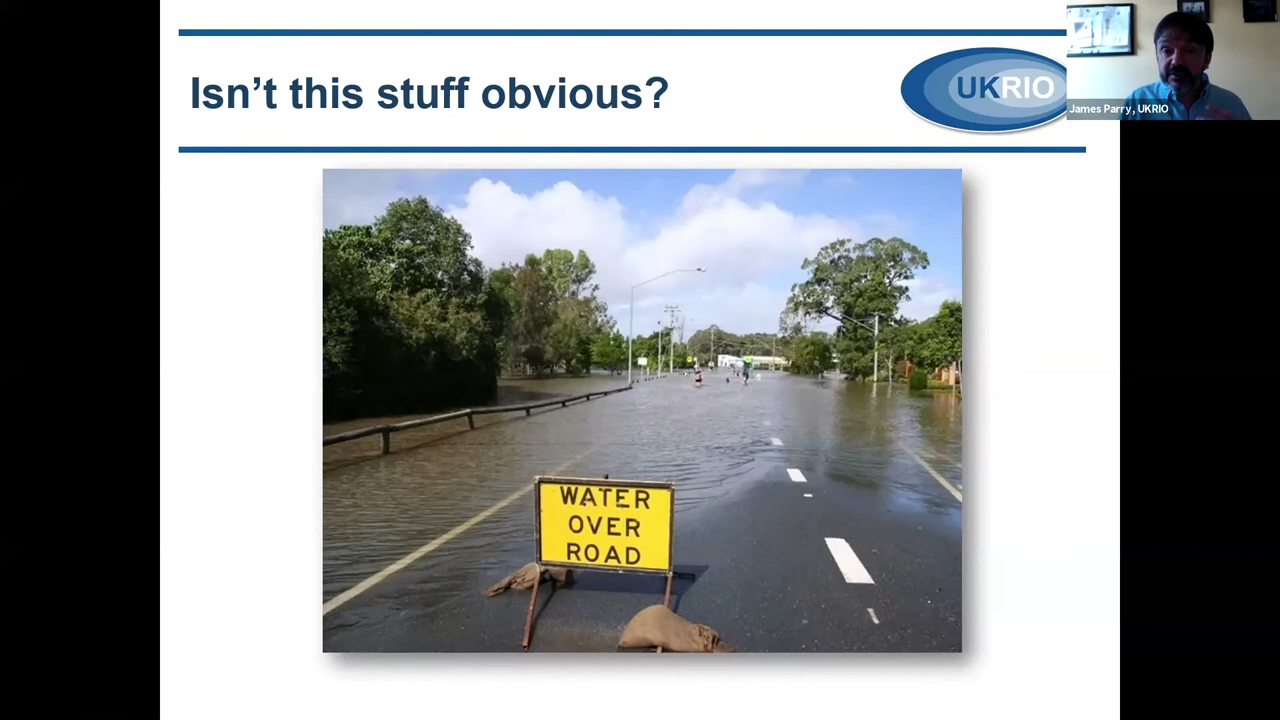 Isn't this stuff obvious?
UKRIO
James Parry, UKRIO
WATER
OVER
ROAD